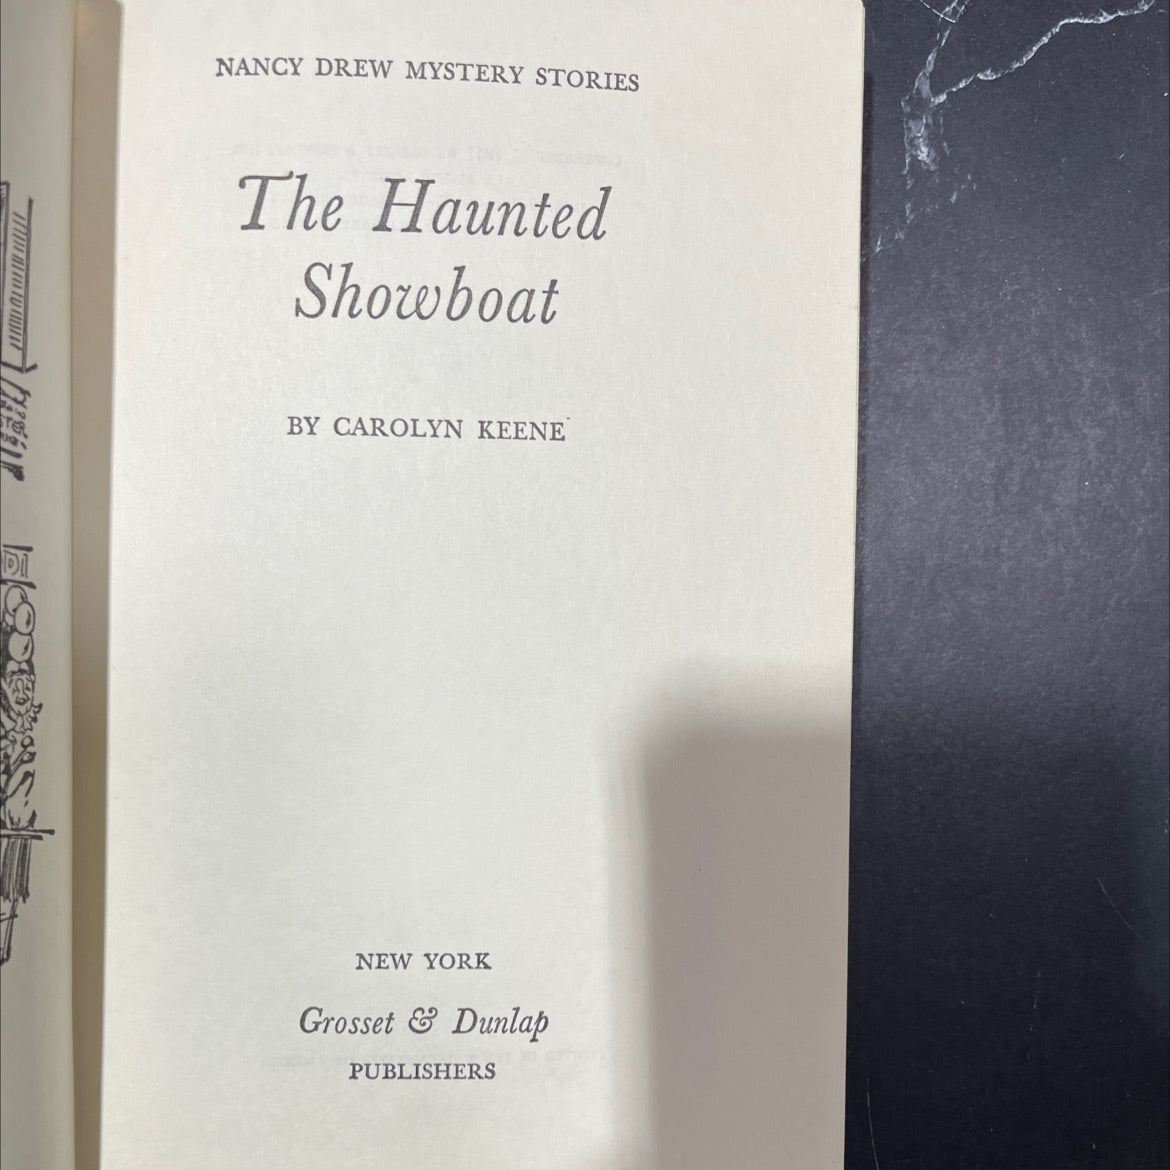 NANCY DREW MYSTERY STORIES
The Haunted
Showboat
BY CAROLYN KEENE
NEW YORK
Grosset & Dunlap
PUBLISHERS